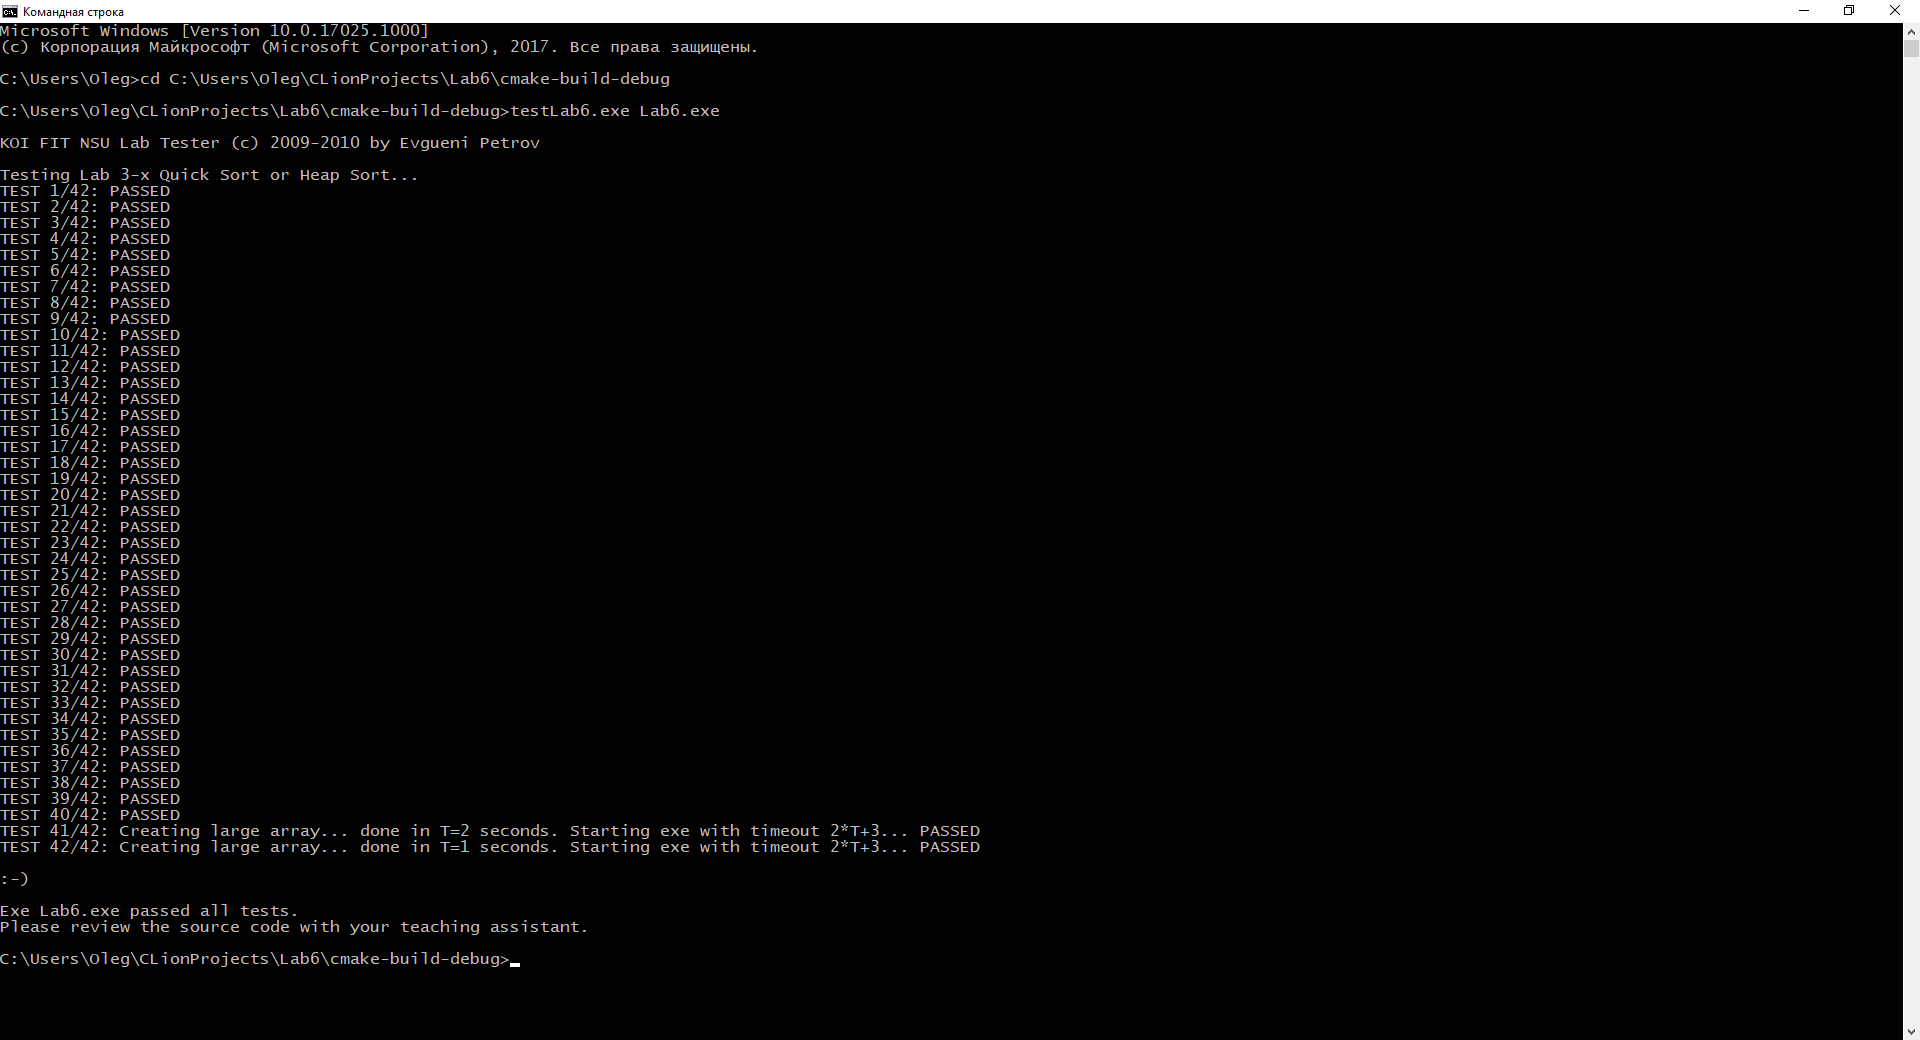 Командная строка
Microsoft Windows [Version 10.0.17025.1000]
(c) Корпорация Майкрософт (Microsoft Corporation), 2017. Все права защищены.
C:\Users\Oleg>cd C:\Users\Oleg\CLionProjects\Lab6\cmake-build-debug
C:\Users\Oleg\CLionProjects\Lab6\cmake-build-debug>testLab6.exe Lab6.exe
KOI FIT NSU Lab Tester (c) 2009-2010 by Evgueni Petrov
Testing Lab 3-x Quick Sort or Heap Sort...
TEST 1/42: PASSED
TEST 2/42: PASSED
TEST 3/42: PASSED
TEST 4/42: PASSED
TEST 5/42: PASSED
TEST 6/42: PASSED
TEST 7/42: PASSED
TEST 8/42: PASSED
TEST 9/42: PASSED
TEST 10/42: PASSED
TEST 11/42: PASSED
TEST 12/42: PASSED
TEST 13/42: PASSED
TEST 14/42: PASSED
TEST 15/42: PASSED
TEST 16/42: PASSED
TEST 17/42: PASSED
TEST 18/42: PASSED
TEST 19/42: PASSED
TEST 20/42: PASSED
TEST 21/42: PASSED
TEST 22/42: PASSED
TEST 23/42: PASSED
TEST 24/42: PASSED
TEST 25/42: PASSED
TEST 26/42: PASSED
TEST 27/42: PASSED
TEST 28/42: PASSED
TEST 29/42: PASSED
TEST 30/42: PASSED
TEST 31/42: PASSED
TEST 32/42: PASSED
TEST 33/42: PASSED
TEST 34/42: PASSED
TEST 35/42: PASSED
TEST 36/42: PASSED
TEST 37/42: PASSED
TEST 38/42: PASSED
TEST 39/42: PASSED
TEST 40/42: PASSED
TEST 41/42: Creating large array... done in T=2 seconds. Starting exe with timeout 2*T+3... PASSED
TEST 42/42: Creating large array... done in T=1 seconds. Starting exe with timeout 2*T+3... PASSED
:-)
Exe Lab6.exe passed all tests.
Please review the source code with your teaching assistant.
C:\Users\Oleg\CLionProjects\Lab6\cmake-build-debug>